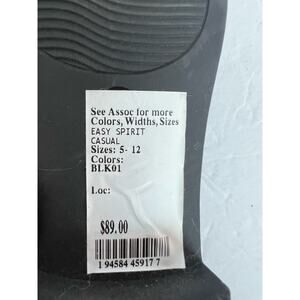 See Assoc for more
Colors, Widths, Sizes
EASY SPIRIT
CASUAL
Sizes: 5- 12
Colors:
BLK01
Loc:
$89.00
1 94584 45917 7